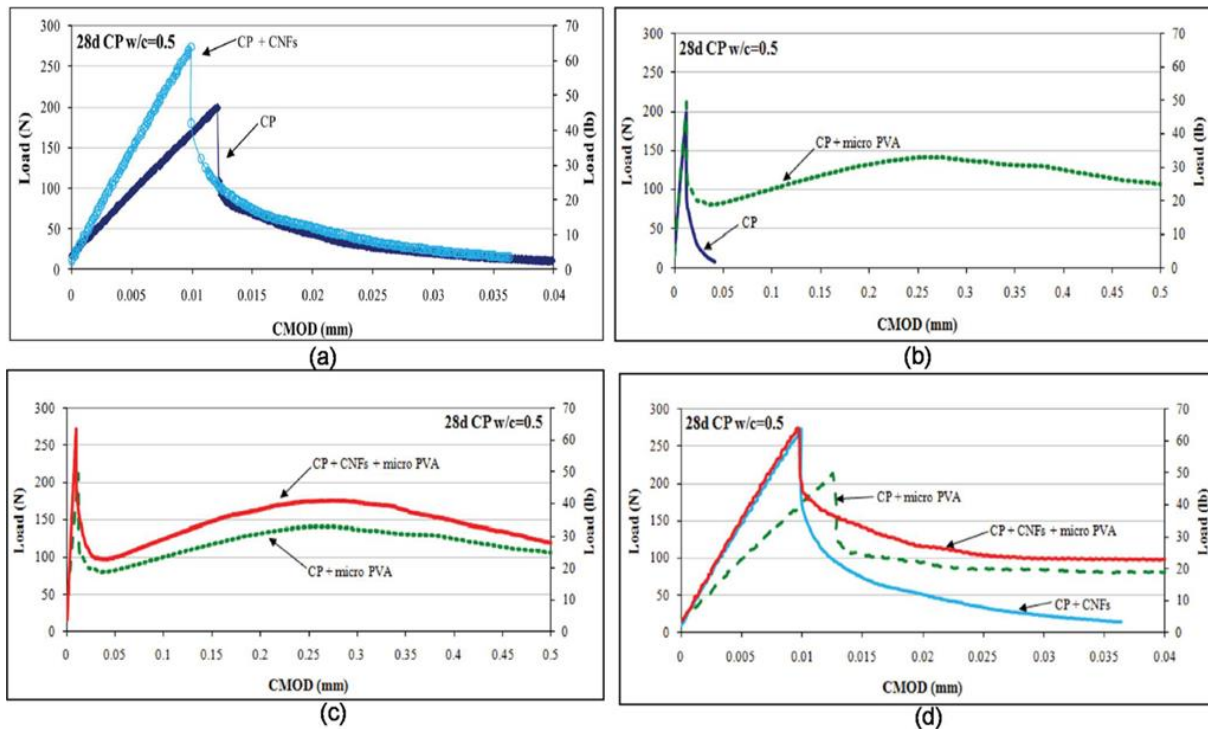 28d CP w/c=0.5
CP + CNFs
CP
Load (N)
Load (lb)
300
250
200
150
100
50
0
70
60
50
40
30
20
10
0
0 0.005 0.01 0.015 0.02 0.025 0.03 0.035 0.04
CMOD (mm)
(a)
28d CP w/c=0.5
CP + micro PVA
CP
Load (N)
Load (lb)
300
250
200
150
100
50
0
70
60
50
40
30
20
10
0
0 0.05 0.1 0.15 0.2 0.25 0.3 0.35 0.4 0.45 0.5
CMOD (mm)
(b)
28d CP w/c=0.5
CP + CNFs + micro PVA
CP + micro PVA
Load (N)
Load (lb)
300
250
200
150
100
50
0
70
60
50
40
30
20
10
0
0 0.05 0.1 0.15 0.2 0.25 0.3 0.35 0.4 0.45 0.5
CMOD (mm)
(c)
28d CP w/c=0.5
CP + micro PVA
CP + CNFs + micro PVA
CP + CNFs
Load (N)
Load (lb)
300
250
200
150
100
50
0
70
60
50
40
30
20
10
0
0 0.005 0.01 0.015 0.02 0.025 0.03 0.035 0.04
CMOD (mm)
(d)